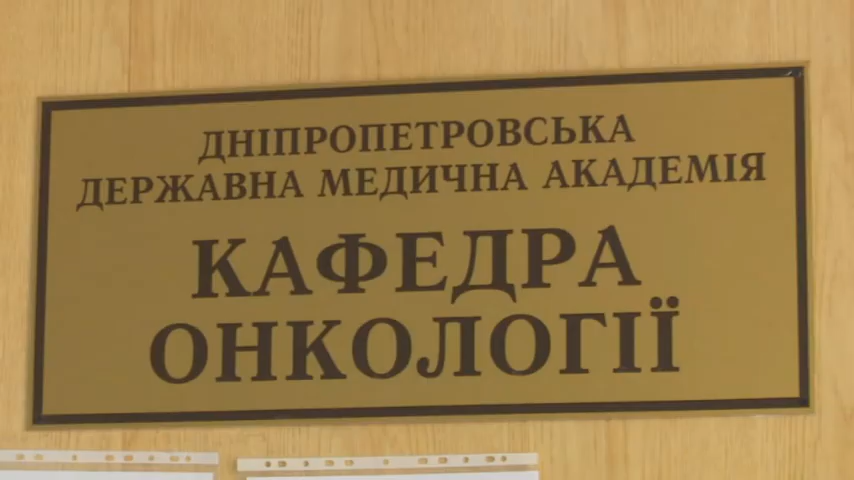 ДНІПРОПЕТРОВСЬКА
ДЕРЖАВНА МЕДИЧНА АКАДЕМІЯ
КАФЕДРА
ОНКОЛОГІЇ